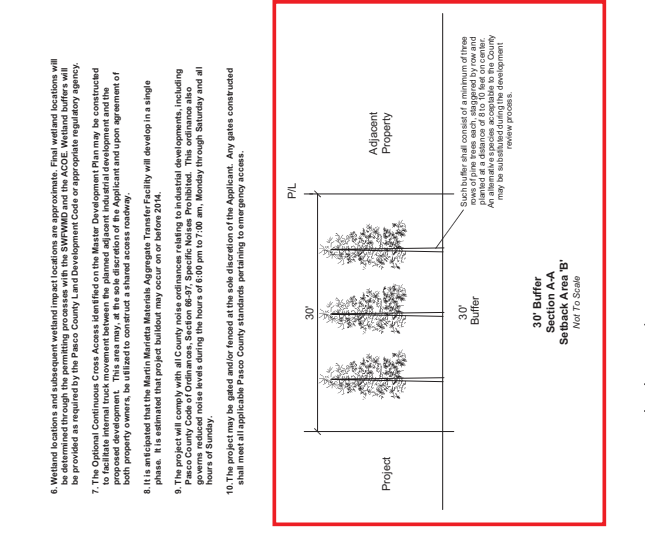 6. Wetland locations and subsequent wetland impact locations are approximate. Final wetland locations will
be determined through the permitting processes with the SWFWMD and the ACOE. Wetland buffers will
be provided as required by the Pasco County Land Development Code or appropriate regulatory agency.
7. The Optional Continuous Cross Access identified on the Master Development Plan may be constructed
to facilitate internal truck movement between the planned adjacent industrial development and the
proposed development. This area may, at the sole discretion of the Applicant and upon agreement of
both property owners, be utilized to construct a shared access roadway.
8. It is anticipated that the Martin Marietta Materials Aggregate Transfer Facility will develop in a single
phase. It is estimated that project buildout may occur on or before 2014.
9. The project will comply with all County noise ordinances relating to industrial developments, including
Pasco County Code of Ordinances, Section 66-97, Specific Noises Prohibited. This ordinance also
governs reduced noise levels during the hours of 6:00 pm to 7:00 am, Monday through Saturday and all
hours of Sunday.
10. The project may be gated and/or fenced at the sole discretion of the Applicant. Any gates constructed
shall meet all applicable Pasco County standards pertaining to emergency access.
P/L
30'
Project
Adjacent
Property
30'
Buffer
Such buffer shall consist of a minimum of three
rows of pine trees each, staggered by row and
planted at a distance of 8 to 10 feet on center.
An alternative species acceptable to the County
may be substituted during the development
review process.
30' Buffer
Section A-A
Setback Area 'B'
Not To Scale